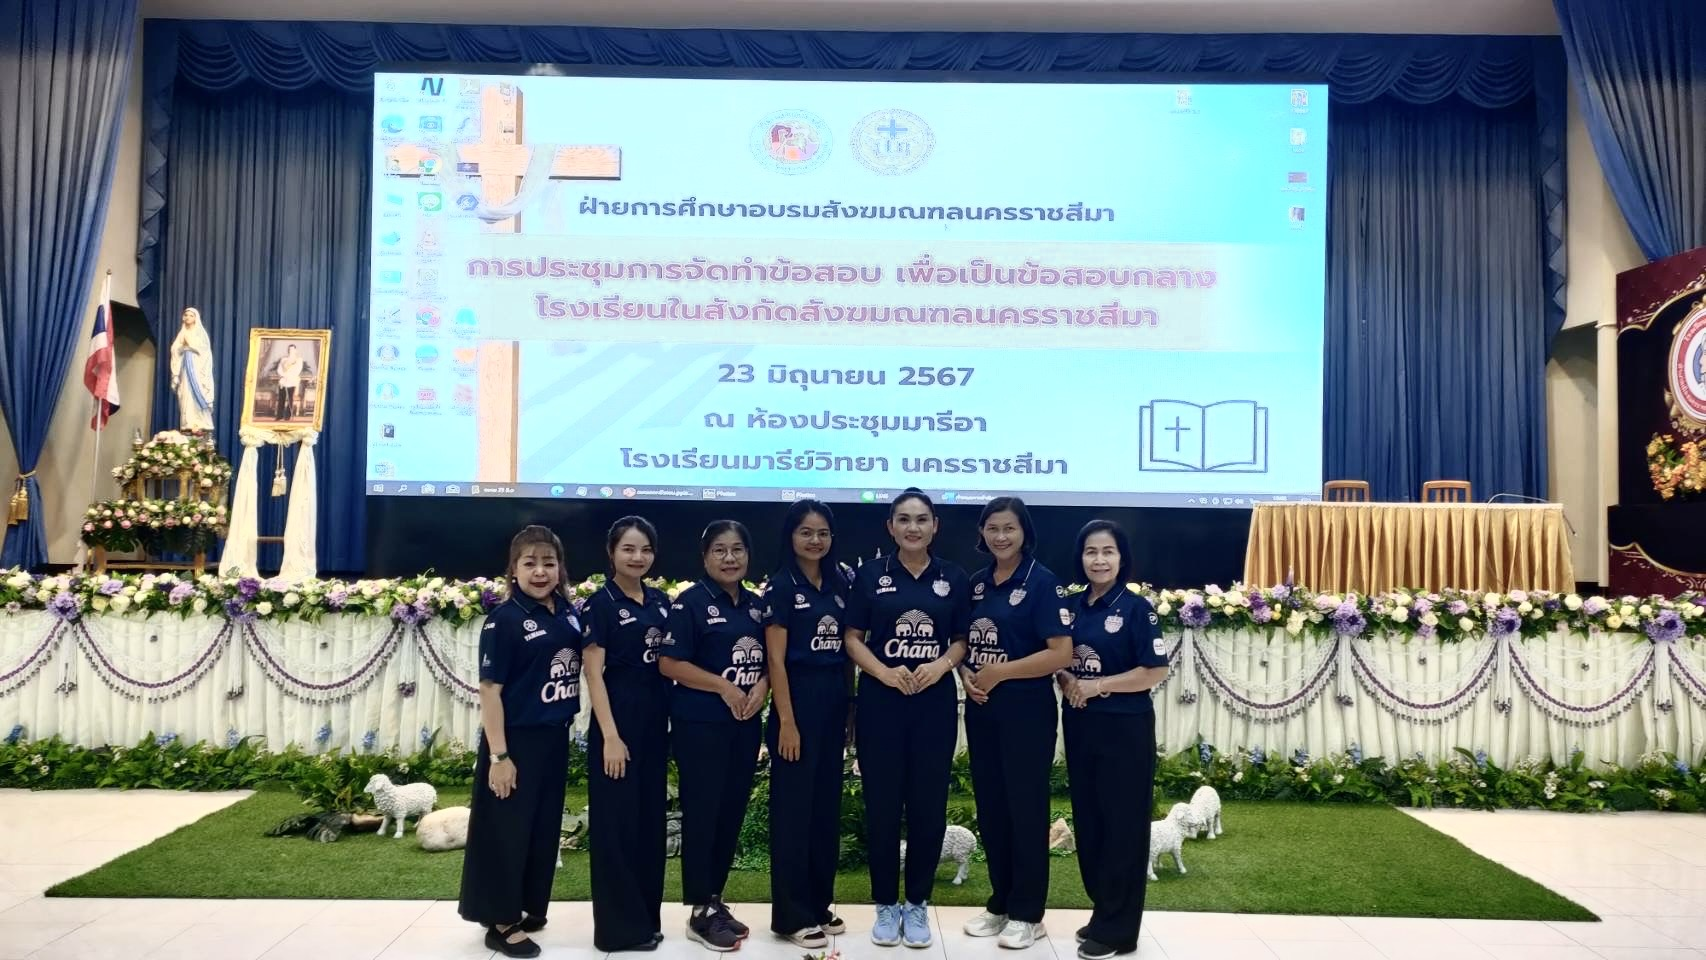 ฝ่ายการศึกษาอบรมสังฆมณฑลนครราชสีมา
การประชุมการจัดทำข้อสอบ เพื่อเป็นข้อสอบกลาง
โรงเรียนในสังกัดสังฆมณฑลนครราชสีมา
23 มิถุนายน 2567
ณ ห้องประชุมมารีอา
โรงเรียนมารีย์วิทยา นครราชสีมา
Photos
Photos
LINE
YAMAHA
Chang
YAMAHA
Chang
Chang
YAMAHA
Chang
YAMAHA
Chang
Chang